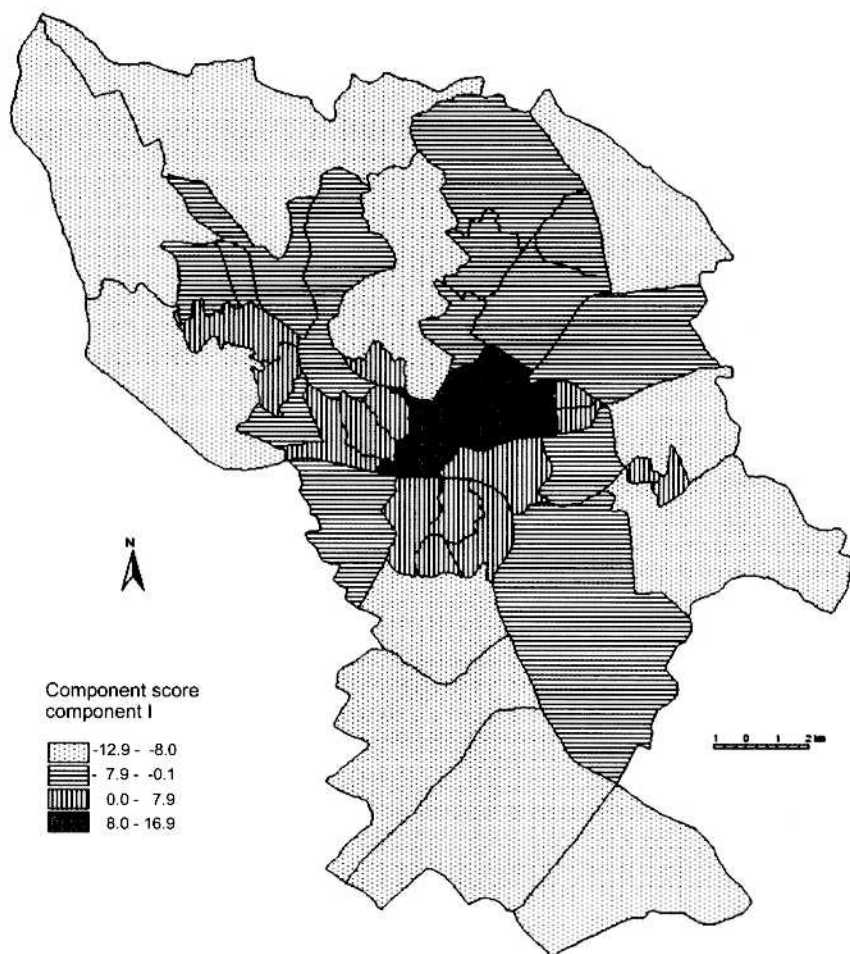 N
Component score
component I
-12.9 - -8.0
- 7.9 - -0.1
0.0 - 7.9
8.0 - 16.9
1 0 1 2 km